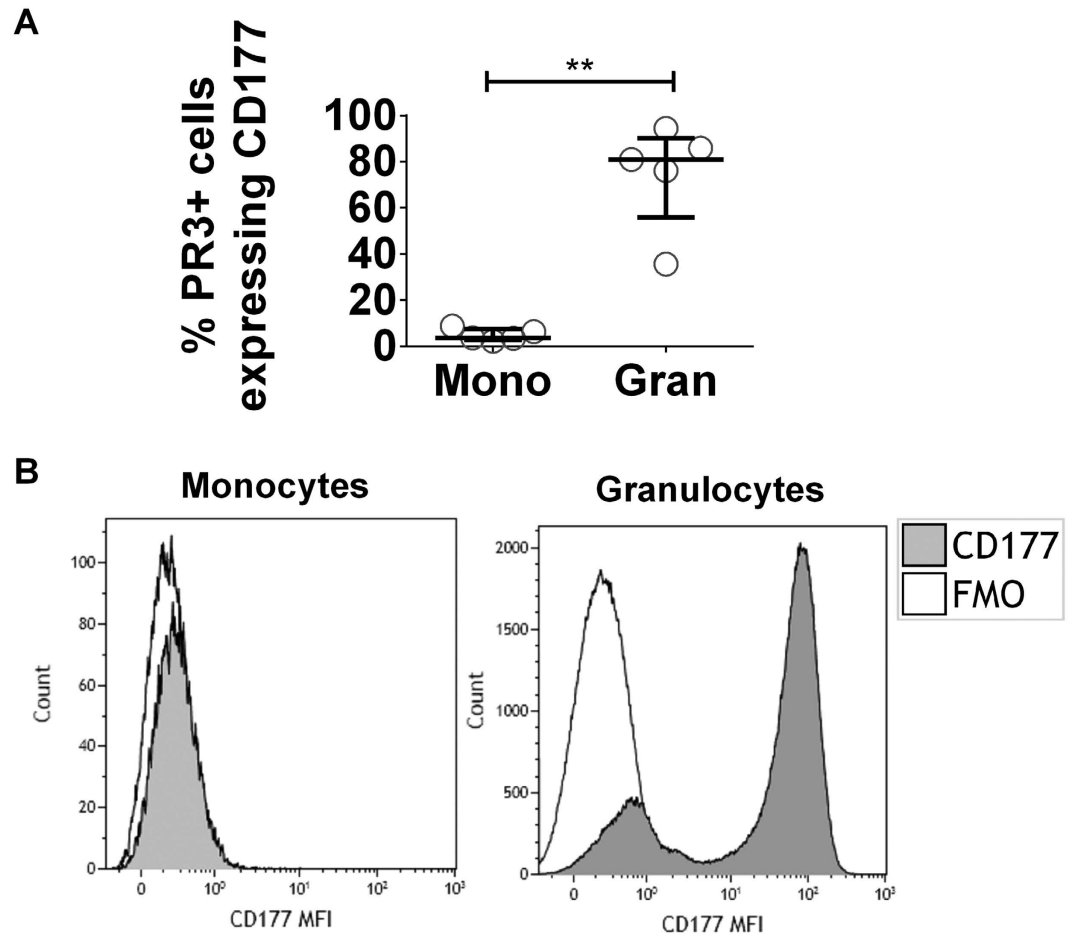 A
% PR3+ cells
expressing CD177
**
100
80
60
40
20
0
Mono Gran
B
Monocytes
Count
100
80
60
40
20
0
0 10⁰ 10¹ 10² 10³
CD177 MFI
Granulocytes
Count
2000
1500
1000
500
0
0 10⁰ 10¹ 10² 10³
CD177 MFI
CD177
FMO